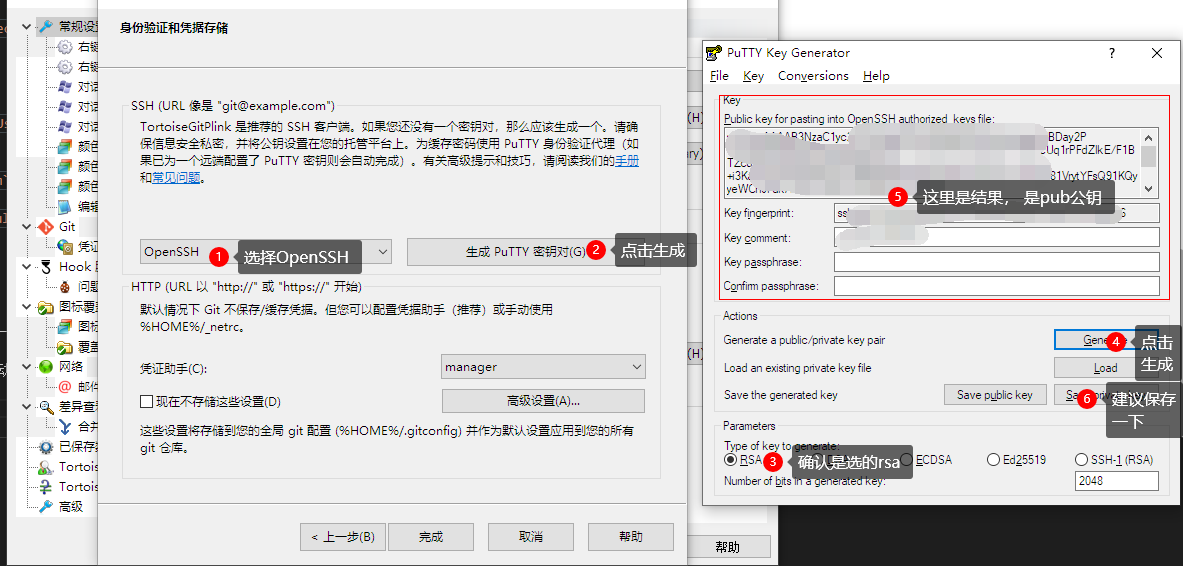 常规设
右键
右键
对话
对话
对话
颜色
颜色
颜色
编辑
Git
凭证
Hook
问题
图标覆
图标
覆盖
网络
邮件
差异查
合并
已保存
Tortois
Tortois
高级
身份验证和凭据存储
SSH (URL 像是 "git@example.com")
TortoiseGitPlink 是推荐的 SSH 客户端。如果您还没有一个密钥对，那么应该生成一个。请确
保信息安全私密，并将公钥设置在您的托管平台上。为缓存密码使用 PuTTY 身份验证代理（如
果已为一个远端配置了 PuTTY 密钥则会自动完成）。有关高级提示和技巧，请阅读我们的手册
和常见问题。
OpenSSH
1 选择OpenSSH
生成 PuTTY 密钥对(G)
2 点击生成
HTTP (URL 以 "http://" 或 "https://" 开始)
默认情况下 Git 不保存/缓存凭据。但您可以配置凭据助手（推荐）或手动使用
%HOME%/_netrc。
凭证助手(C):
manager
现在不存储这些设置(D)
高级设置(A)...
这些设置将存储到您的全局 git 配置 (%HOME%/.gitconfig) 并作为默认设置应用到您的所有
git 仓库。
< 上一步(B)
完成
取消
帮助
(H)
ary)
(H)
帮助
PuTTY Key Generator
?
File Key Conversions Help
Key
Public key for pasting into OpenSSH authorized_keys file:
AB3NzaC1yc
BDay2P
Uq1rPFdZlkE/F1B
+i3K
31VrytYFsQ91KQy
5 这里是结果， 是pub公钥
Key fingerprint:
Key comment:
Key passphrase:
Confirm passphrase:
Actions
Generate a public/private key pair
4 点击
生成
Load an existing private key file
Load
Save the generated key
Save public key
6 建议保存
一下
Parameters
Type of key to generate:
RSA
3 确认是选的rsa
ECDSA
Ed25519
SSH-1 (RSA)
Number of bits in a generated key:
2048